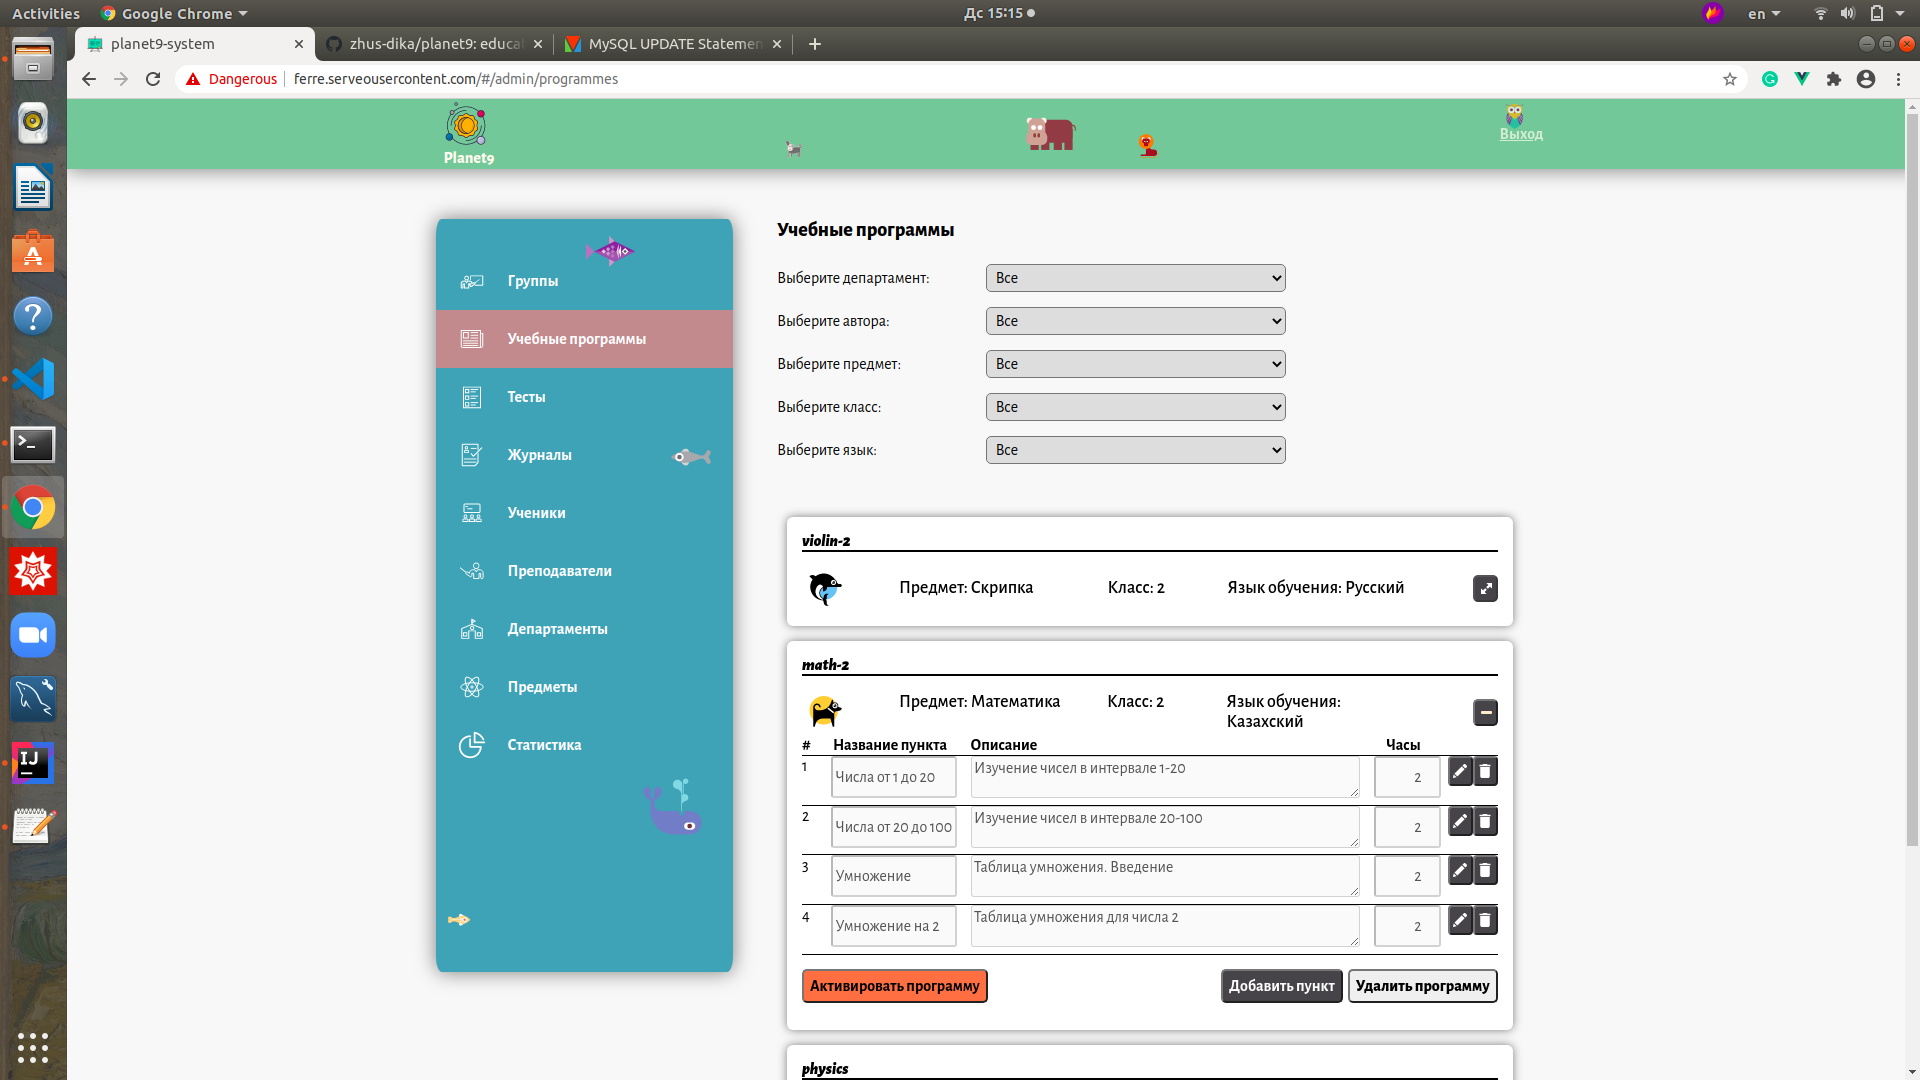 Activities
Google Chrome
Дс 15:15
en
planet9-system
zhus-dika/planet9: educa
MySQL UPDATE Statemen
Dangerous
ferre.serveousercontent.com/#/admin/programmes
Planet9
Выход
Группы
Учебные программы
Тесты
Журналы
Ученики
Преподаватели
Департаменты
Предметы
Статистика
Учебные программы
Выберите департамент: Все
Выберите автора: Все
Выберите предмет: Все
Выберите класс: Все
Выберите язык: Все
violin-2
Предмет: Скрипка Класс: 2 Язык обучения: Русский
math-2
Предмет: Математика Класс: 2 Язык обучения:
Казахский
# Название пункта Описание Часы
1 Числа от 1 до 20 Изучение чисел в интервале 1-20 2
2 Числа от 20 до 100 Изучение чисел в интервале 20-100 2
3 Умножение Таблица умножения. Введение 2
4 Умножение на 2 Таблица умножения для числа 2 2
Активировать программу Добавить пункт Удалить программу
physics